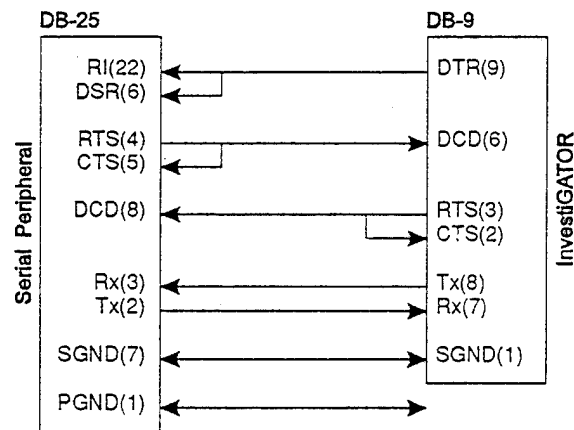 DB-25
DB-9
RI(22)
DTR(9)
DSR(6)
RTS(4)
DCD(6)
CTS(5)
DCD(8)
RTS(3)
CTS(2)
Rx(3)
Tx(8)
Tx(2)
Rx(7)
SGND(7)
SGND(1)
PGND(1)
Serial Peripheral
InvestiGATOR